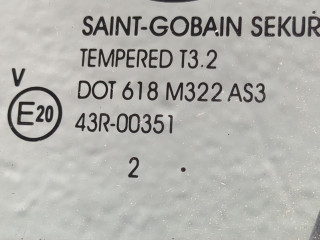 SAINT-GOBAIN SEKUR
TEMPERED T3.2
V
DOT 618 M322 AS3
E20
43R-00351
2 .